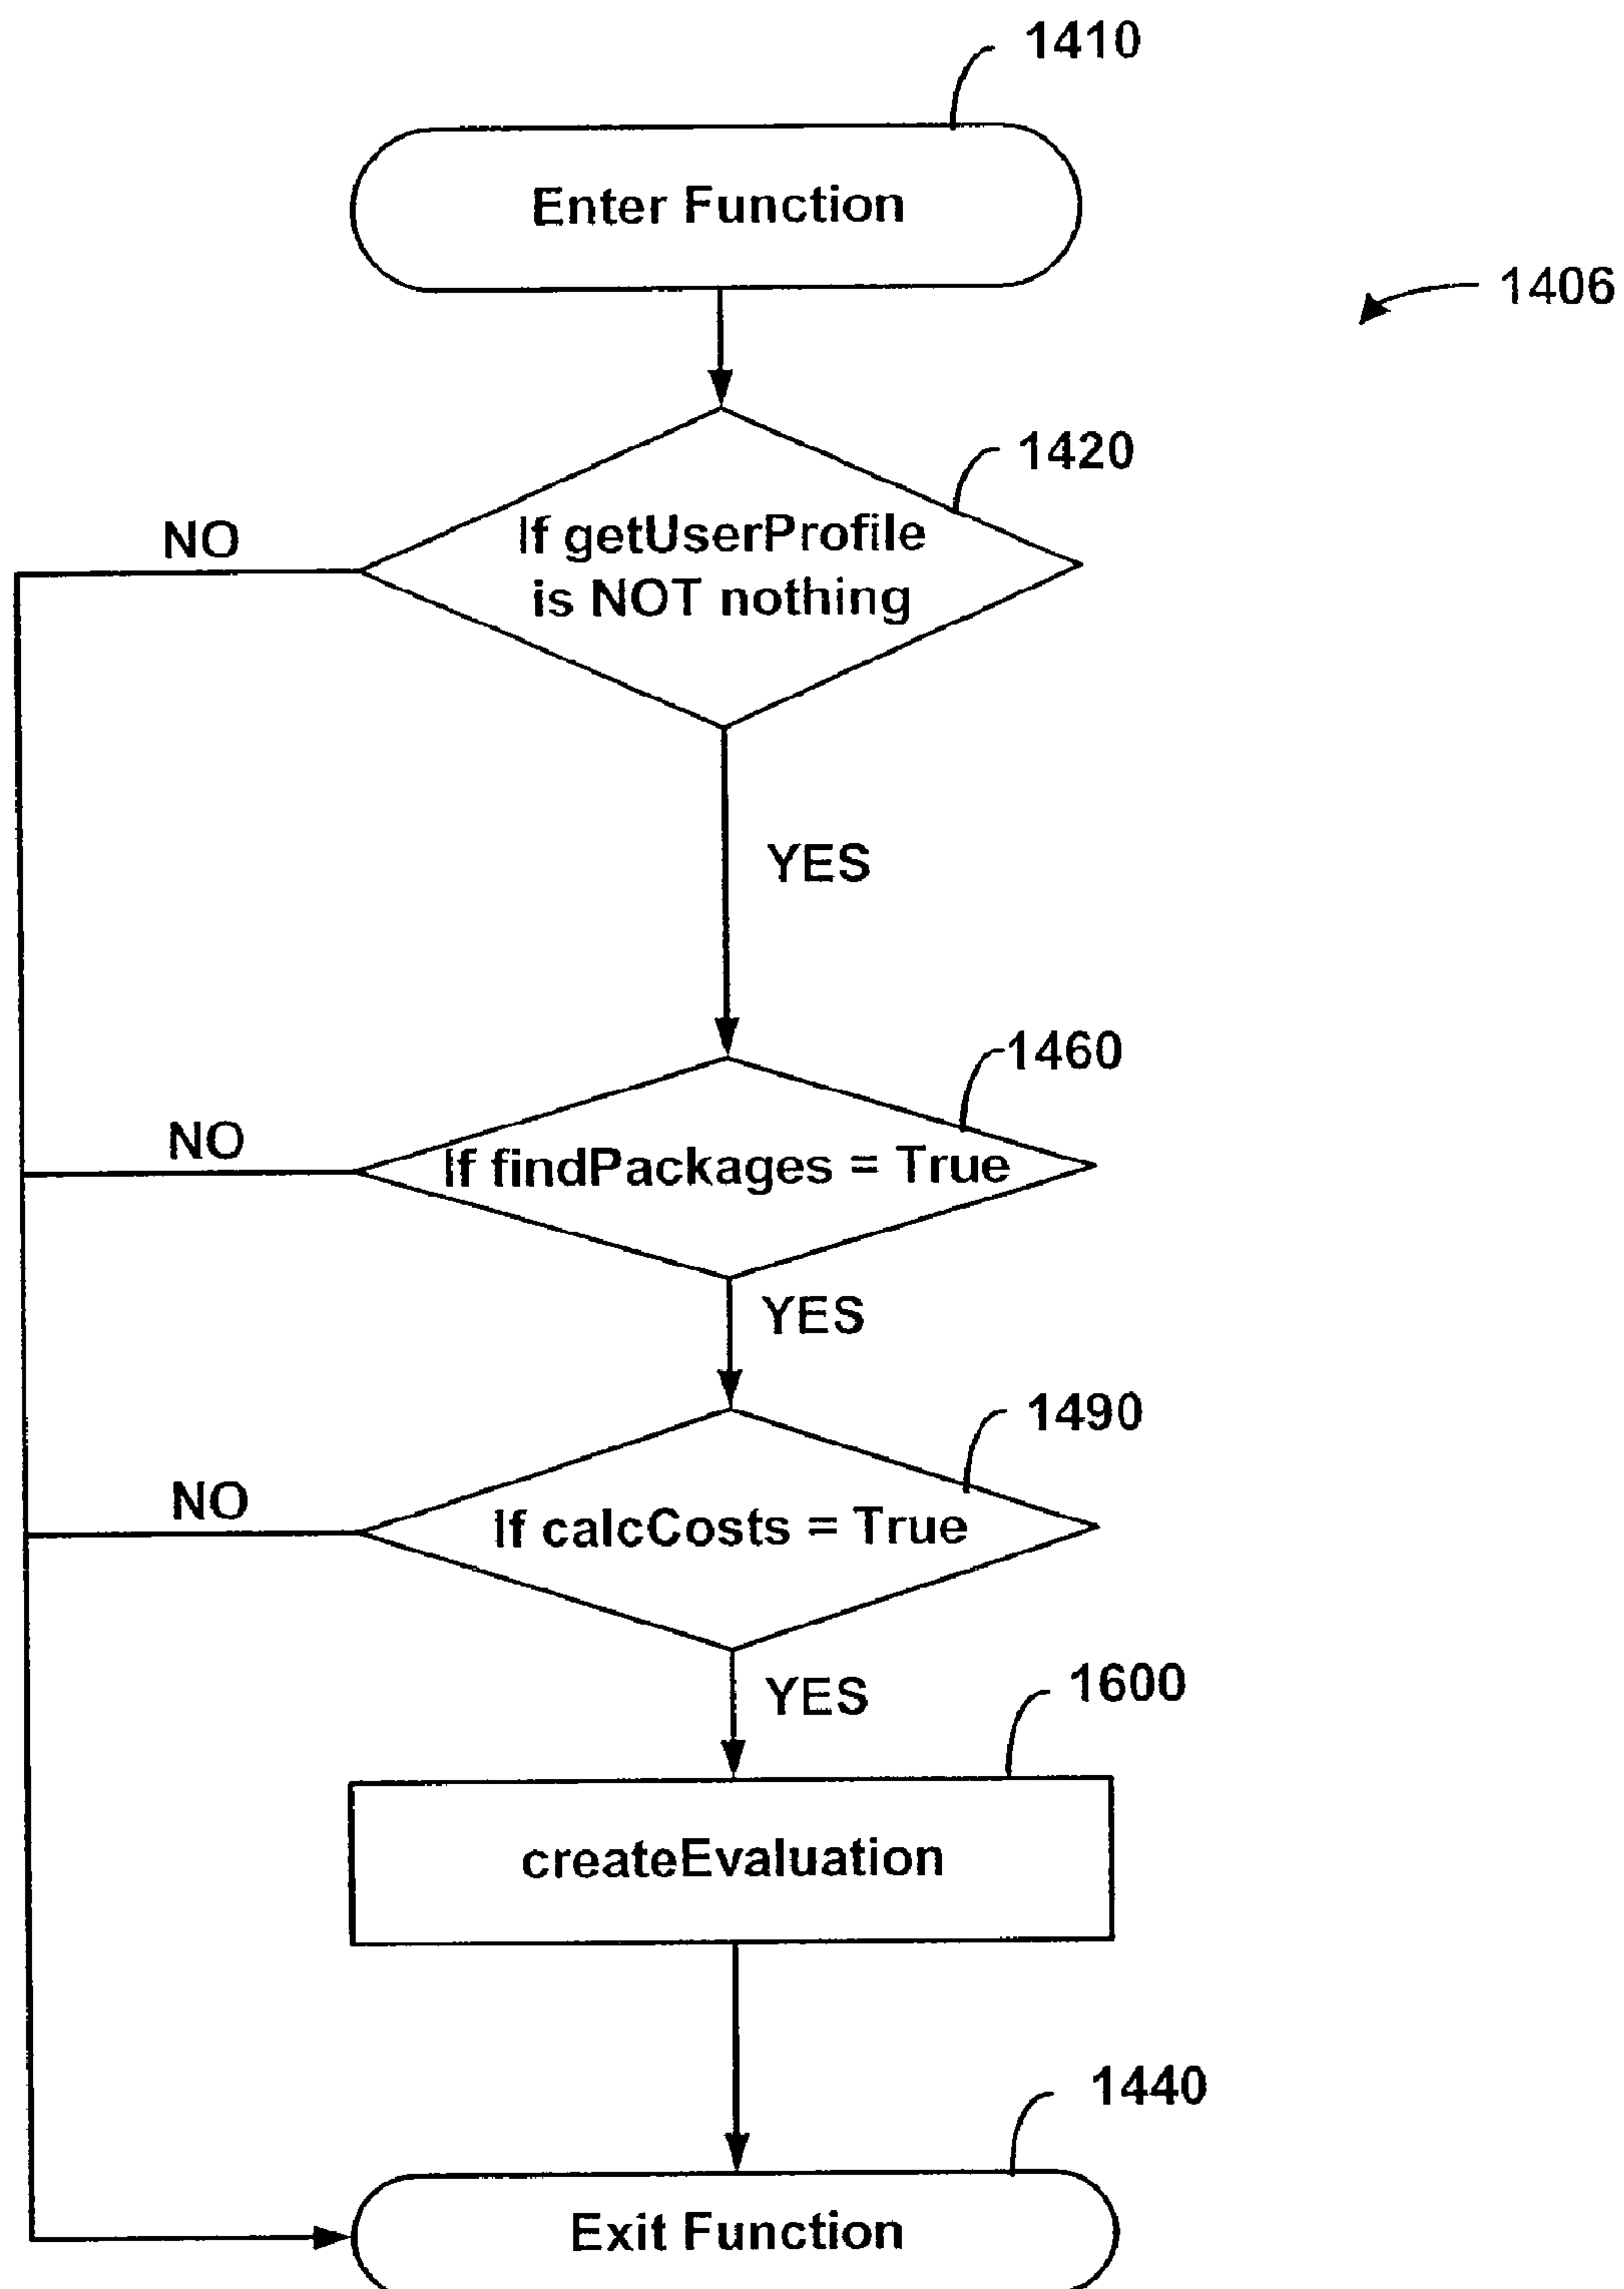 1410
Enter Function
1406
1420
If getUserProfile
is NOT nothing
NO
YES
1460
If findPackages = True
NO
YES
1490
If calcCosts = True
NO
YES
1600
createEvaluation
1440
Exit Function